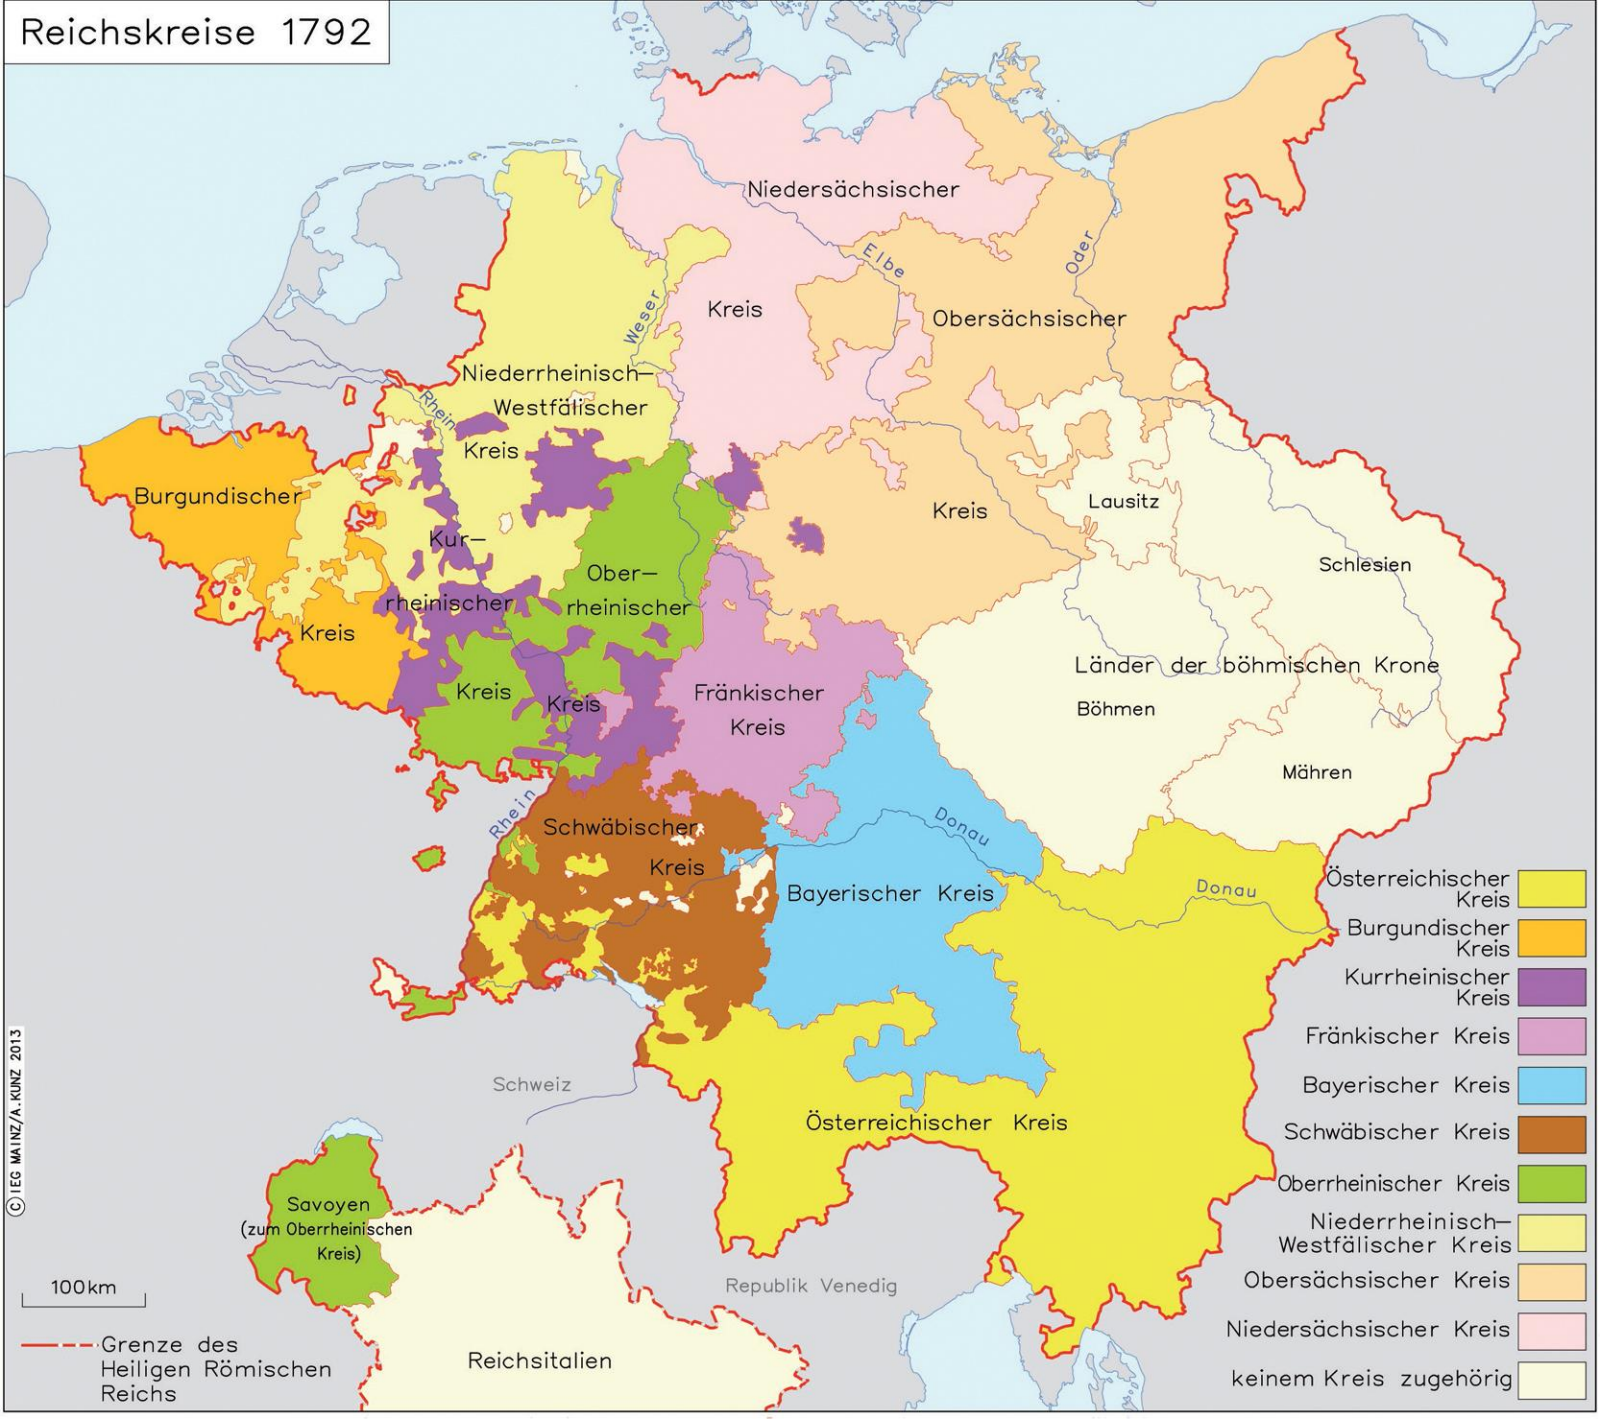 Reichskreise 1792
Niedersächsischer
Kreis
Elbe
Oder
Weser
Obersächsischer
Kreis
Niederrheinisch–
Westfälischer
Kreis
Rhein
Burgundischer
Kreis
Kur–
rheinischer
Kreis
Ober–
rheinischer
Kreis
Lausitz
Schlesien
Länder der böhmischen Krone
Böhmen
Mähren
Fränkischer
Kreis
Rhein
Schwäbischer
Kreis
Donau
Bayerischer Kreis
Donau
Österreichischer Kreis
Schweiz
Savoyen
(zum Oberrheinischen
Kreis)
Republik Venedig
Reichsitalien
Österreichischer
Kreis
Burgundischer
Kreis
Kurrheinischer
Kreis
Fränkischer Kreis
Bayerischer Kreis
Schwäbischer Kreis
Oberrheinischer Kreis
Niederrheinisch–
Westfälischer Kreis
Obersächsischer Kreis
Niedersächsischer Kreis
keinem Kreis zugehörig
100km
Grenze des
Heiligen Römischen
Reichs
© IEG MAINZ/A.KUNZ 2013